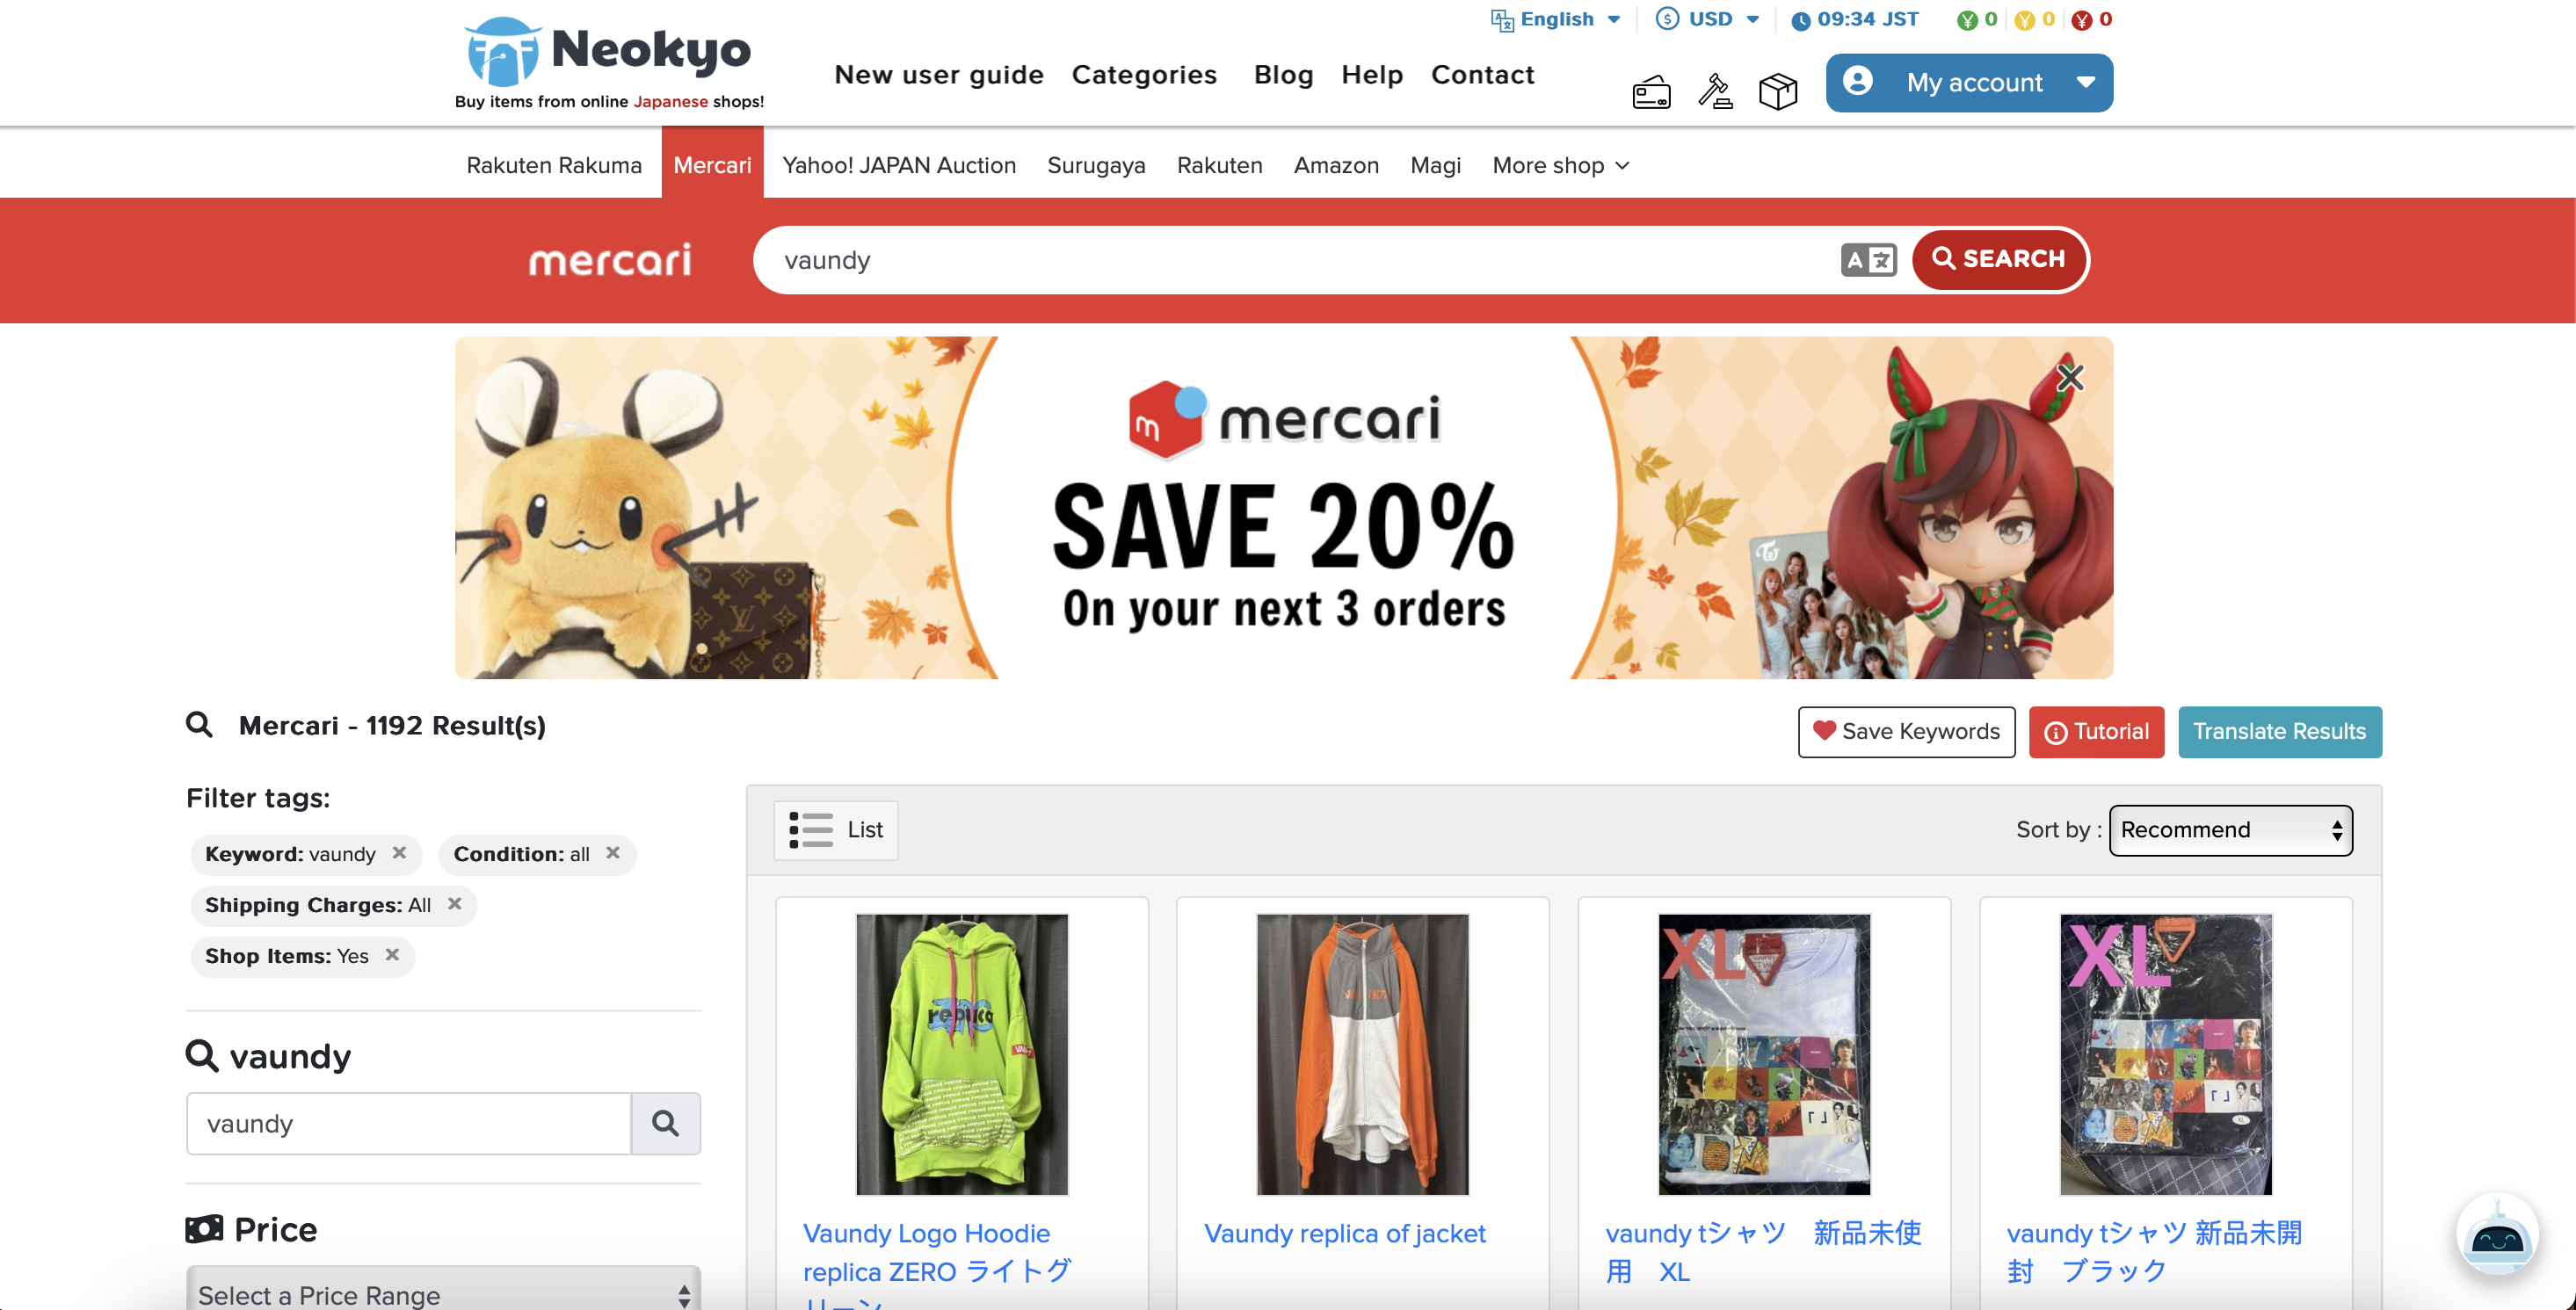 English
USD
09:34 JST
¥ 0
¥ 0
¥ 0
Neokyo
Buy items from online Japanese shops!
New user guide
Categories
Blog
Help
Contact
My account
Rakuten Rakuma
Mercari
Yahoo! JAPAN Auction
Surugaya
Rakuten
Amazon
Magi
More shop
mercari
vaundy
SEARCH
mercari
SAVE 20%
On your next 3 orders
Mercari - 1192 Result(s)
Save Keywords
Tutorial
Translate Results
Filter tags:
Keyword: vaundy ×
Condition: all ×
Shipping Charges: All ×
Shop Items: Yes ×
vaundy
vaundy
Price
Select a Price Range
List
Sort by :
Recommend
replica
XL
XL
Vaundy Logo Hoodie
replica ZERO ライトグ
リーン
Vaundy replica of jacket
vaundy tシャツ　新品未使
用　XL
vaundy tシャツ 新品未開
封　ブラック